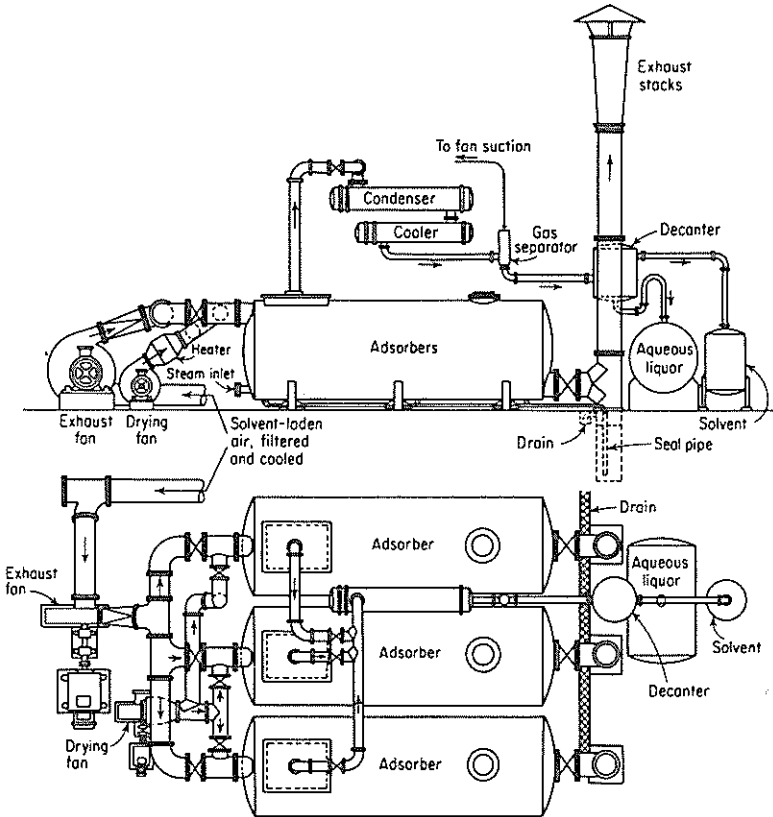 Exhaust
stacks
To fan suction
Condenser
Cooler
Gas
separator
Decanter
Heater
Steam inlet
Adsorbers
Aqueous
liquor
Exhaust
fan
Drying
fan
Solvent-laden
air, filtered
and cooled
Drain
Seal pipe
Solvent
Drain
Adsorber
Exhaust
fan
Aqueous
liquor
Adsorber
Solvent
Decanter
Drying
fan
Adsorber